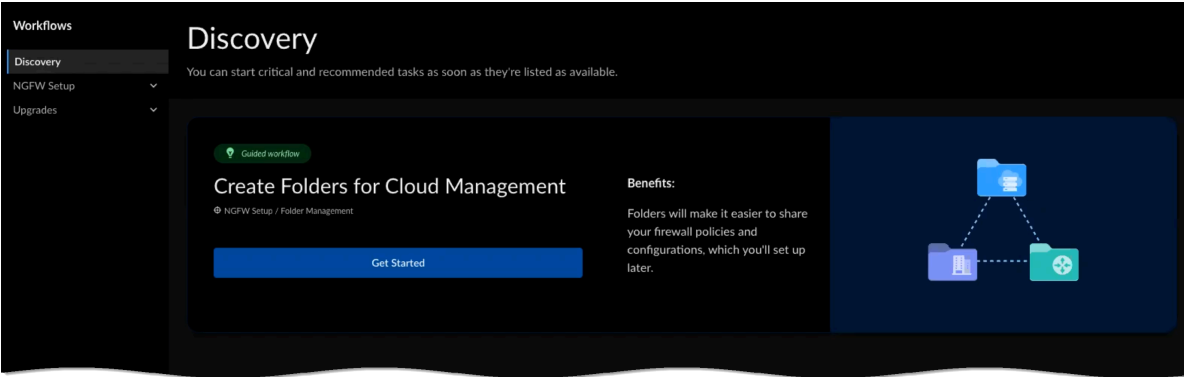 Workflows
Discovery
NGFW Setup
Upgrades
Discovery
You can start critical and recommended tasks as soon as they're listed as available.
Guided workflow
Create Folders for Cloud Management
NGFW Setup / Folder Management
Get Started
Benefits:
Folders will make it easier to share
your firewall policies and
configurations, which you'll set up
later.